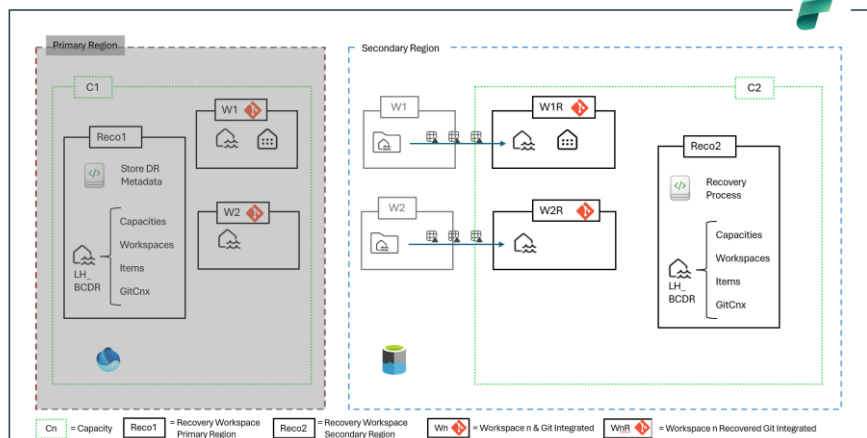 Primary Region
C1
W1
Reco1
Store DR
Metadata
Capacities
Workspaces
Items
GitCnx
LH_
BCDR
W2
Secondary Region
C2
W1
W1R
W2
W2R
Reco2
Recovery
Process
Capacities
Workspaces
Items
GitCnx
LH_
BCDR
Cn = Capacity
Reco1 = Recovery Workspace
Primary Region
Reco2 = Recovery Workspace
Secondary Region
Wn = Workspace n & Git Integrated
WnR = Workspace n Recovered Git Integrated